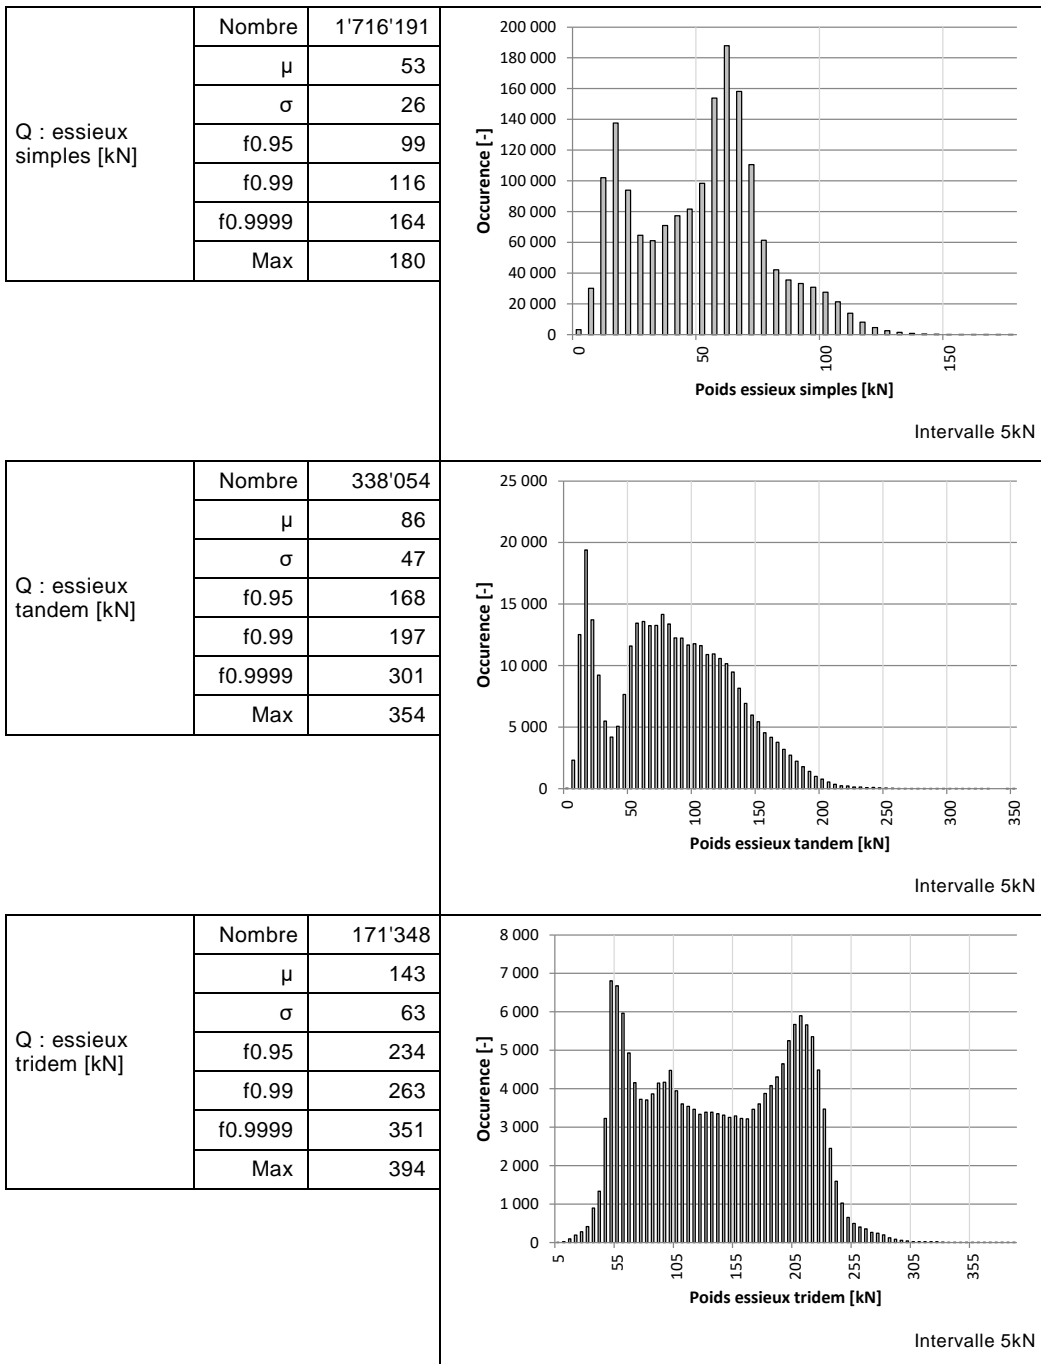 Q : essieux
simples [kN]
Nombre 1'716'191
µ 53
σ 26
f0.95 99
f0.99 116
f0.9999 164
Max 180
Occurence [-]
200 000
180 000
160 000
140 000
120 000
100 000
80 000
60 000
40 000
20 000
0
0 50 100 150
Poids essieux simples [kN]
Intervalle 5kN
Q : essieux
tandem [kN]
Nombre 338'054
µ 86
σ 47
f0.95 168
f0.99 197
f0.9999 301
Max 354
Occurence [-]
25 000
20 000
15 000
10 000
5 000
0
0 50 100 150 200 250 300 350
Poids essieux tandem [kN]
Intervalle 5kN
Q : essieux
tridem [kN]
Nombre 171'348
µ 143
σ 63
f0.95 234
f0.99 263
f0.9999 351
Max 394
Occurence [-]
8 000
7 000
6 000
5 000
4 000
3 000
2 000
1 000
0
5 55 105 155 205 255 305 355
Poids essieux tridem [kN]
Intervalle 5kN